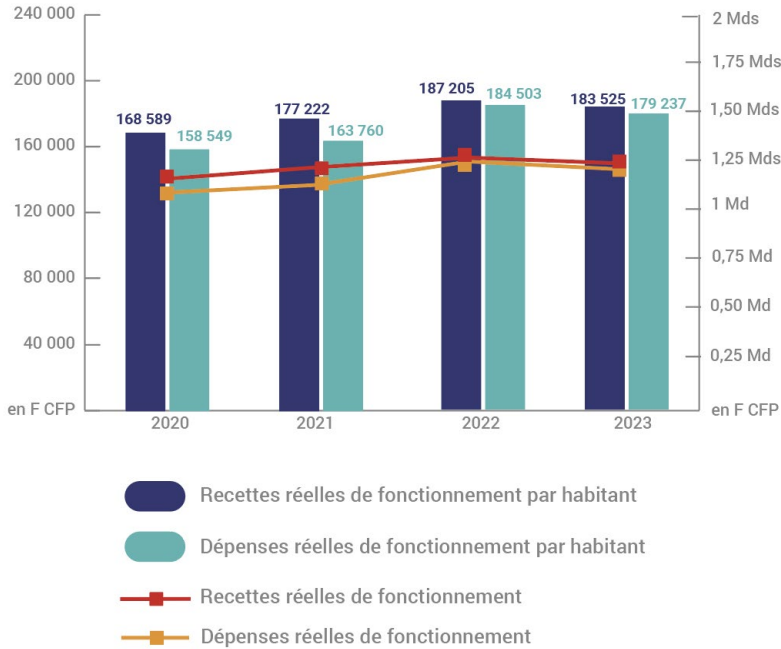 240 000
200 000
160 000
120 000
80 000
40 000
en F CFP
2 Mds
1,75 Mds
1,50 Mds
1,25 Mds
1 Md
0,75 Md
0,50 Md
0,25 Md
en F CFP
168 589
158 549
177 222
163 760
187 205
184 503
183 525
179 237
2020
2021
2022
2023
Recettes réelles de fonctionnement par habitant
Dépenses réelles de fonctionnement par habitant
Recettes réelles de fonctionnement
Dépenses réelles de fonctionnement